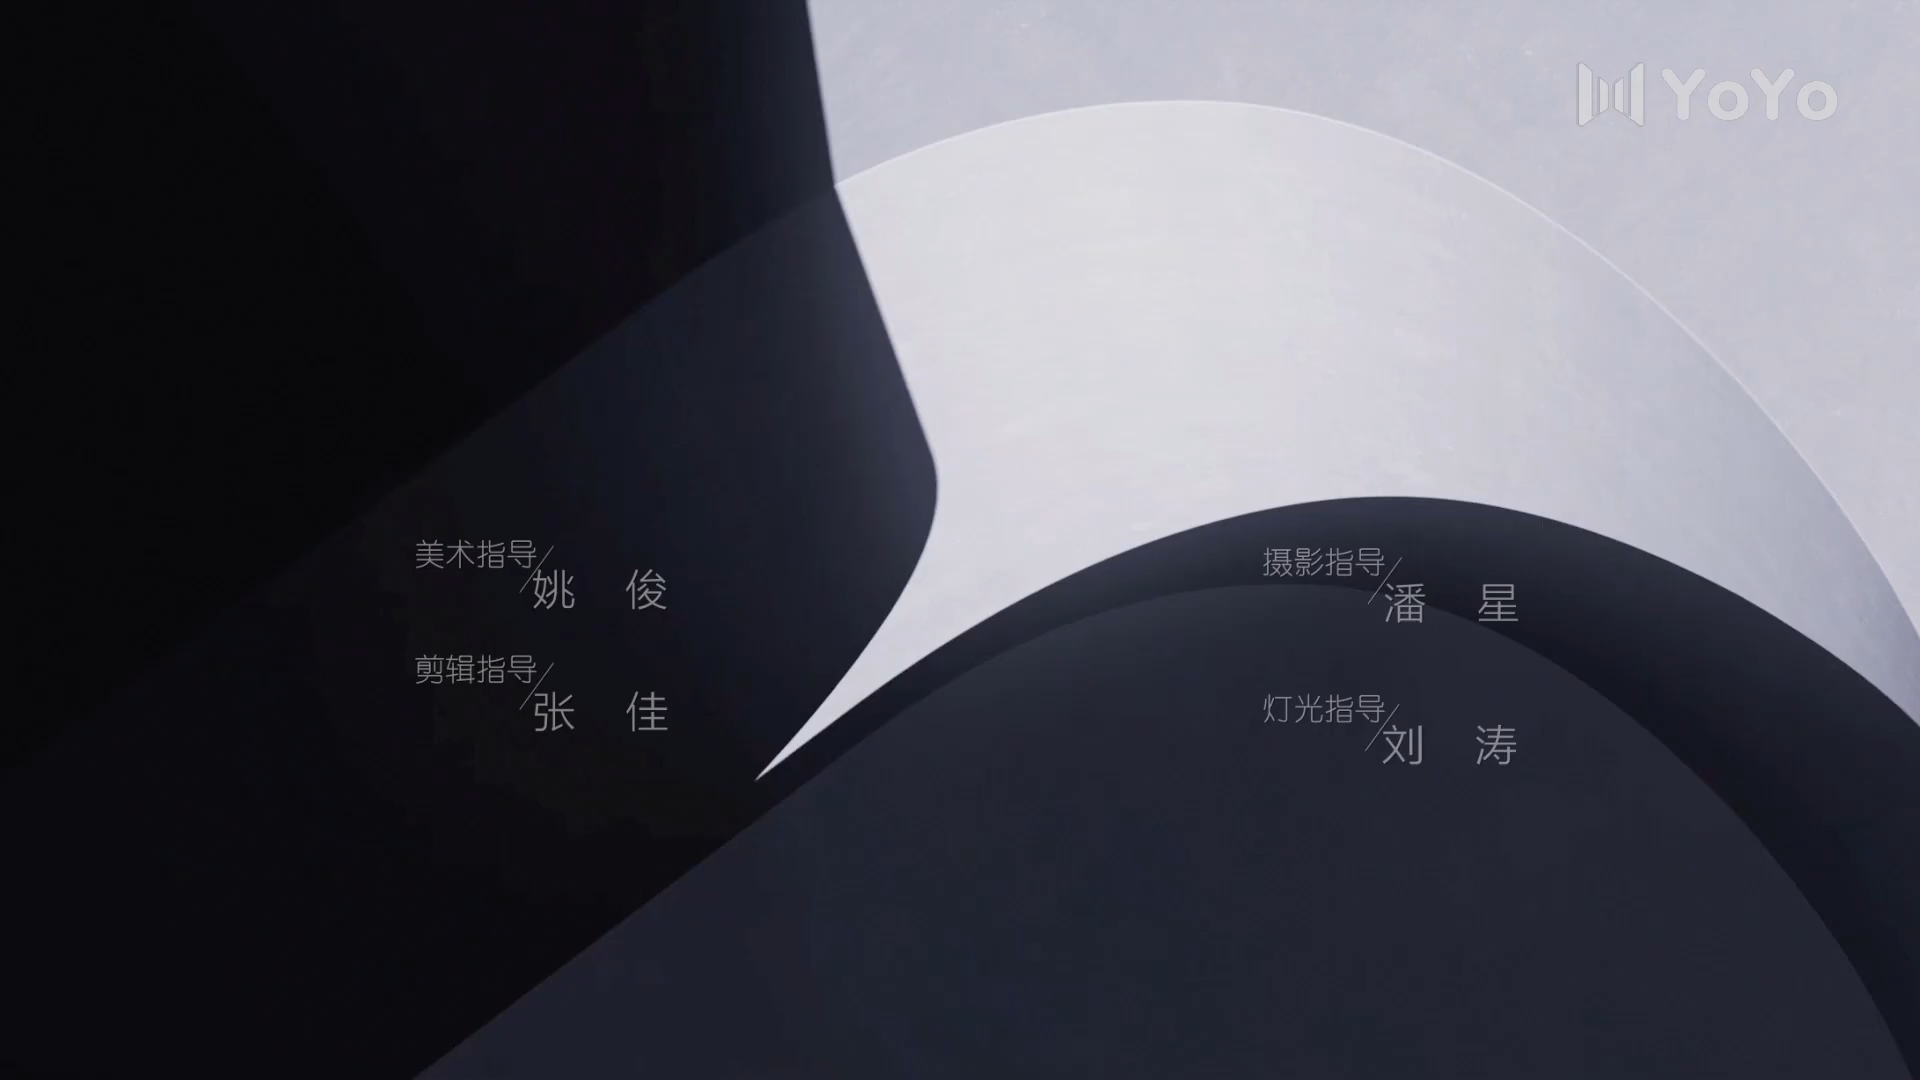 YoYo
美术指导
姚 俊
剪辑指导
张 佳
摄影指导
潘 星
灯光指导
刘 涛